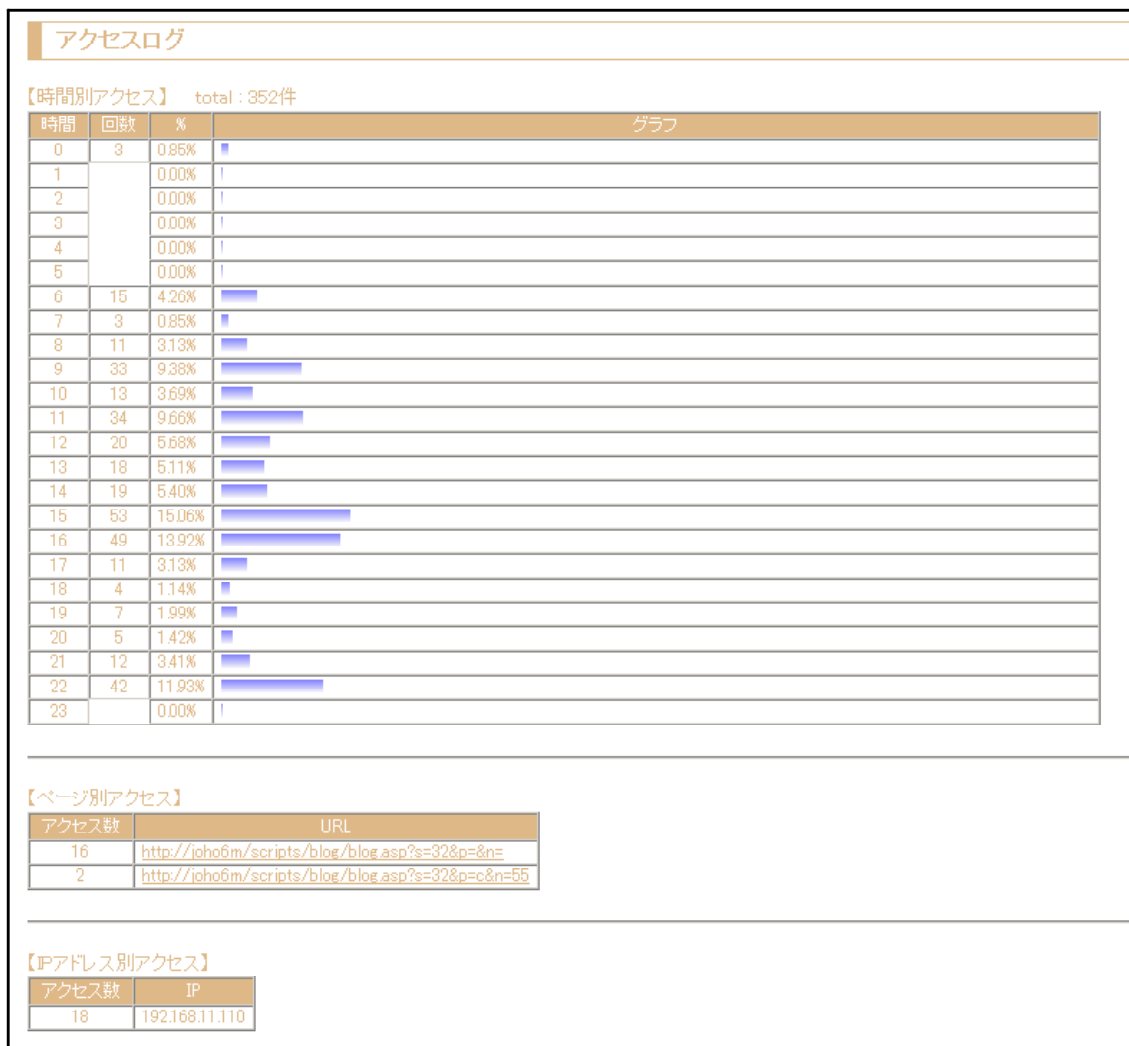 アクセスログ
【時間別アクセス】 total : 352件
時間 回数 % グラフ
0 3 0.85%
1 0.00%
2 0.00%
3 0.00%
4 0.00%
5 0.00%
6 15 4.26%
7 3 0.85%
8 11 3.13%
9 33 9.38%
10 13 3.69%
11 34 9.66%
12 20 5.68%
13 18 5.11%
14 19 5.40%
15 53 15.06%
16 49 13.92%
17 11 3.13%
18 4 1.14%
19 7 1.99%
20 5 1.42%
21 12 3.41%
22 42 11.93%
23 0.00%
【ページ別アクセス】
アクセス数 URL
16 http://joho6m/scripts/blog/blog.asp?s=32&p=&n=
2 http://joho6m/scripts/blog/blog.asp?s=32&p=c&n=55
【IPアドレス別アクセス】
アクセス数 IP
18 192.168.11.110